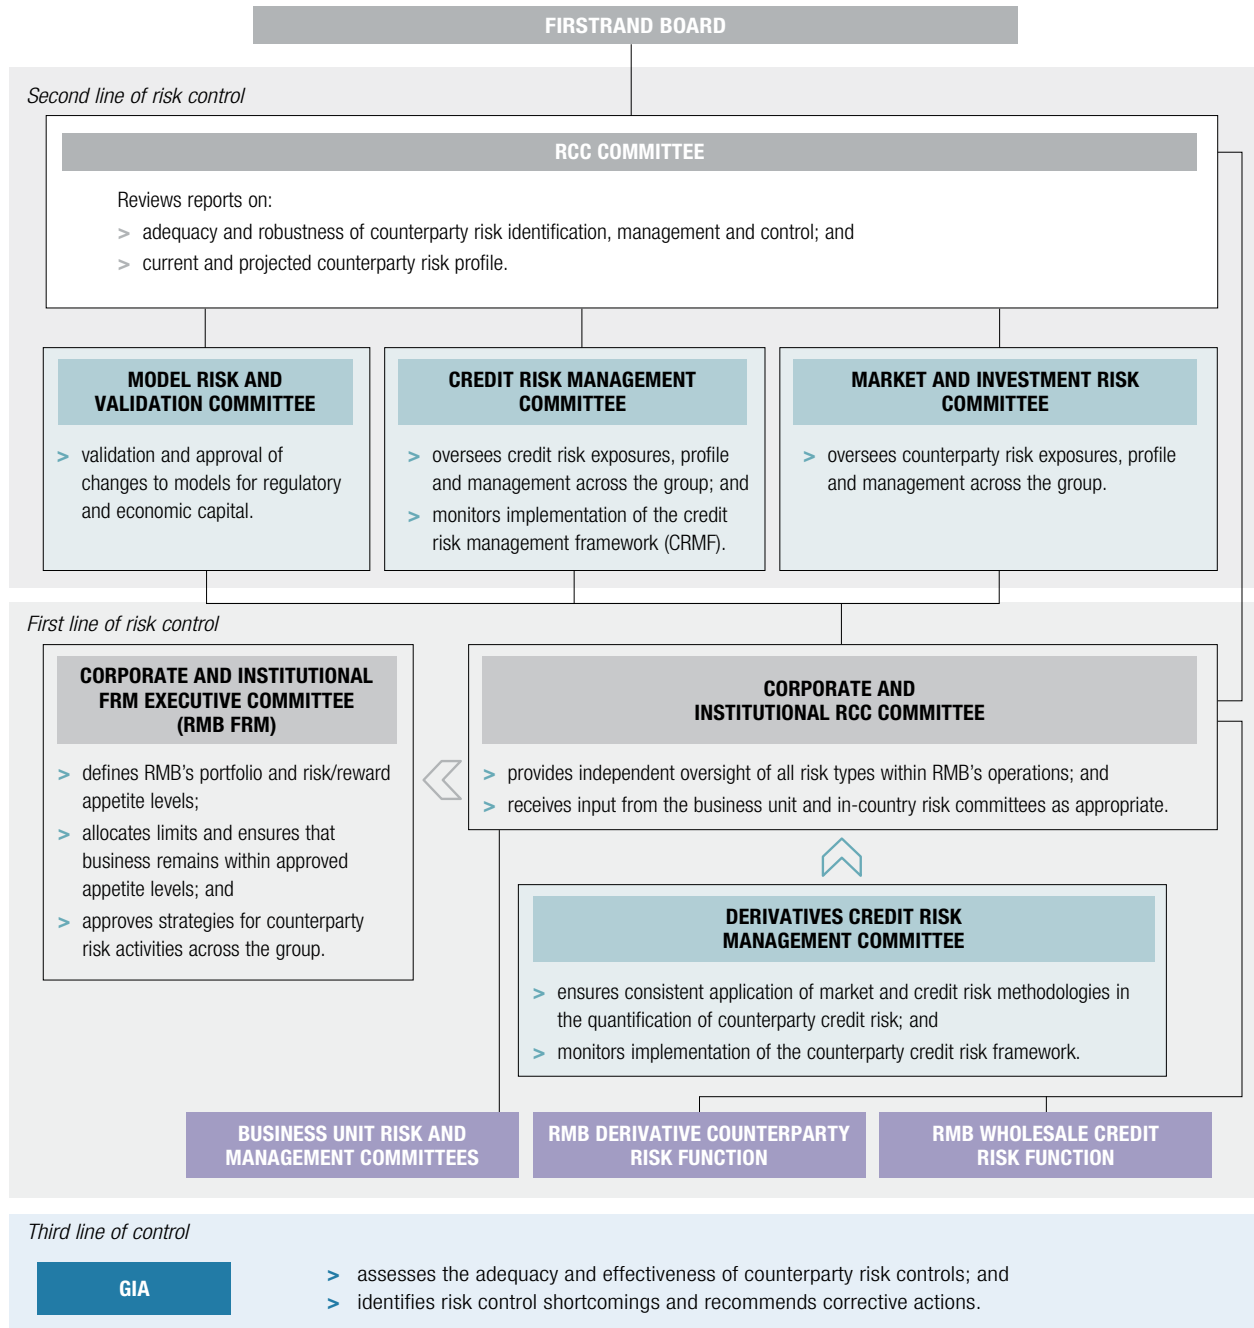 FIRSTRAND BOARD
Second line of risk control
RCC COMMITTEE
Reviews reports on:
> adequacy and robustness of counterparty risk identification, management and control; and
> current and projected counterparty risk profile.
MODEL RISK AND
VALIDATION COMMITTEE
> validation and approval of
changes to models for regulatory
and economic capital.
CREDIT RISK MANAGEMENT
COMMITTEE
> oversees credit risk exposures, profile
and management across the group; and
> monitors implementation of the credit
risk management framework (CRMF).
MARKET AND INVESTMENT RISK
COMMITTEE
> oversees counterparty risk exposures, profile
and management across the group.
First line of risk control
CORPORATE AND INSTITUTIONAL
FRM EXECUTIVE COMMITTEE
(RMB FRM)
> defines RMB's portfolio and risk/reward
appetite levels;
> allocates limits and ensures that
business remains within approved
appetite levels; and
> approves strategies for counterparty
risk activities across the group.
CORPORATE AND
INSTITUTIONAL RCC COMMITTEE
> provides independent oversight of all risk types within RMB's operations; and
> receives input from the business unit and in-country risk committees as appropriate.
DERIVATIVES CREDIT RISK
MANAGEMENT COMMITTEE
> ensures consistent application of market and credit risk methodologies in
the quantification of counterparty credit risk; and
> monitors implementation of the counterparty credit risk framework.
BUSINESS UNIT RISK AND
MANAGEMENT COMMITTEES
RMB DERIVATIVE COUNTERPARTY
RISK FUNCTION
RMB WHOLESALE CREDIT
RISK FUNCTION
Third line of control
GIA
> assesses the adequacy and effectiveness of counterparty risk controls; and
> identifies risk control shortcomings and recommends corrective actions.